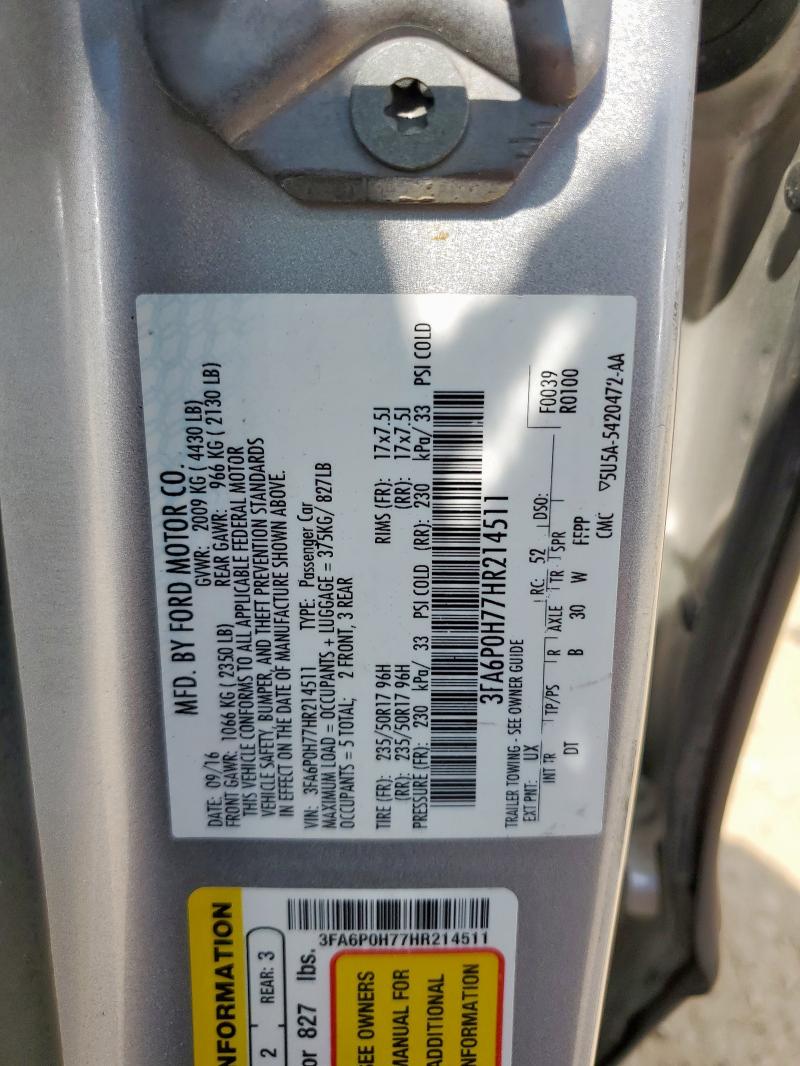 MFD. BY FORD MOTOR CO.
DATE: 09/16 GVWR: 2009 KG ( 4430 LB)
FRONT GAWR: 1066 KG ( 2350 LB) REAR GAWR: 966 KG ( 2130 LB)
THIS VEHICLE CONFORMS TO ALL APPLICABLE FEDERAL MOTOR
VEHICLE SAFETY, BUMPER, AND THEFT PREVENTION STANDARDS
IN EFFECT ON THE DATE OF MANUFACTURE SHOWN ABOVE.
VIN: 3FA6P0H77HR214511 TYPE: Passenger Car
MAXIMUM LOAD = OCCUPANTS + LUGGAGE = 375KG/ 827LB
OCCUPANTS = 5 TOTAL; 2 FRONT, 3 REAR
TIRE (FR): 235/50R17 96H RIMS (FR): 17x7.5J
(RR): 235/50R17 96H (RR): 17x7.5J
PRESSURE (FR): 230 kPa/ 33 PSI COLD (RR): 230 kPa/ 33 PSI COLD
3FA6P0H77HR214511
TRAILER TOWING - SEE OWNER GUIDE
EXT PNT: UX RC: 52 DSO: F0039
INT TR TP/PS R AXLE TR SPR R0100
DT B 30 W FFPP
CMC ▽5U5A-5420472-AA
NFORMATION
2 REAR: 3
or 827 lbs.
3FA6P0H77HR214511
SEE OWNERS
MANUAL FOR
ADDITIONAL
NFORMATION